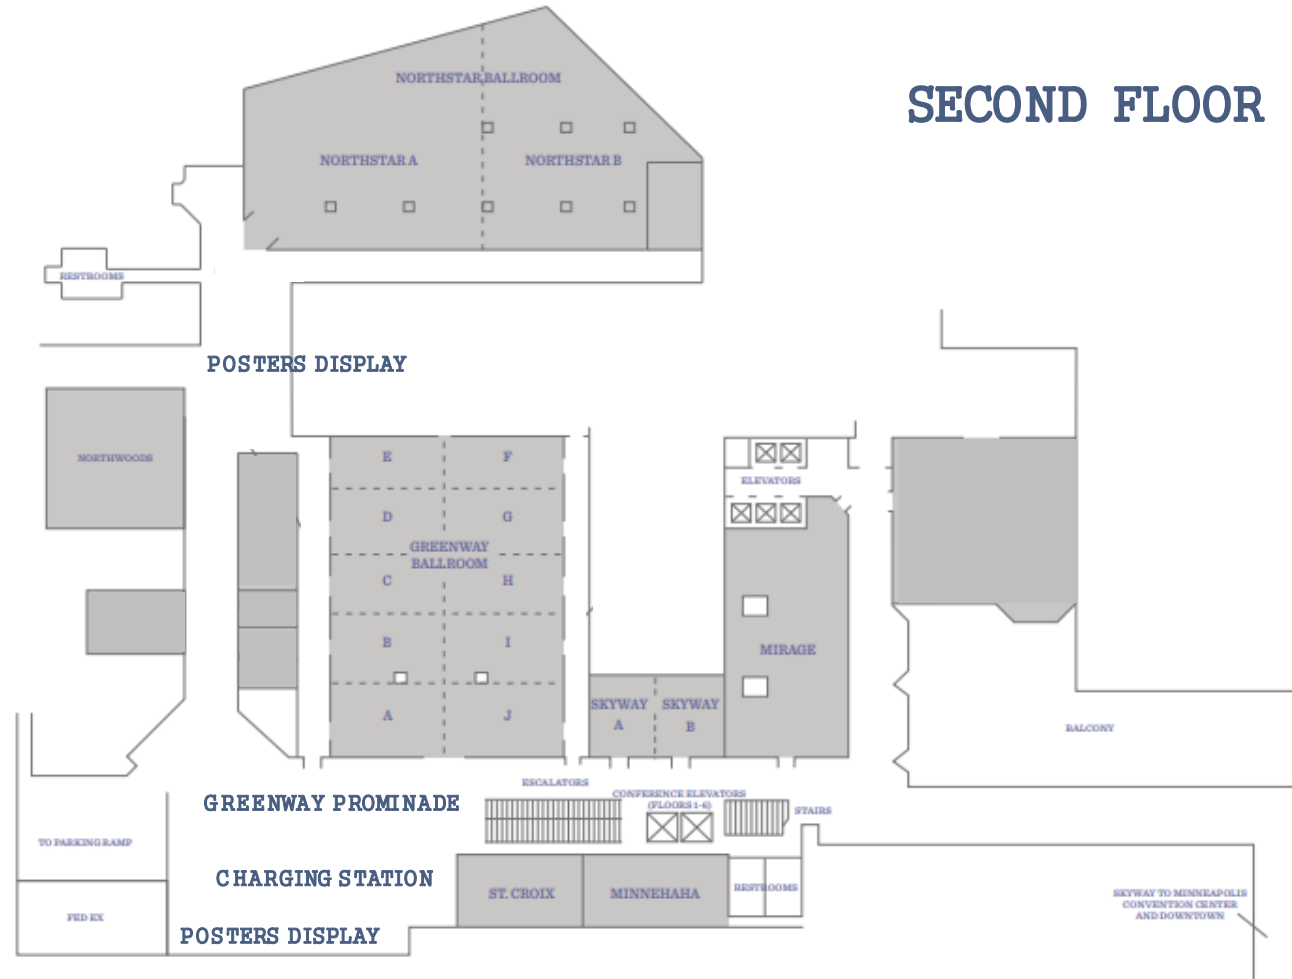 SECOND FLOOR
NORTHSTAR BALLROOM
NORTHSTAR A
NORTHSTAR B
RESTROOMS
POSTERS DISPLAY
NORTHWOODS
E
F
ELEVATORS
D
G
GREENWAY
BALLROOM
C
H
B
I
MIRAGE
A
J
SKYWAY
A
SKYWAY
B
BALCONY
ESCALATORS
CONFERENCE ELEVATORS
(FLOORS 1-6)
STAIRS
GREENWAY PROMINADE
TO PARKING RAMP
CHARGING STATION
ST. CROIX
MINNEHAHA
RESTROOMS
SKYWAY TO MINNEAPOLIS
CONVENTION CENTER
AND DOWNTOWN
FED EX
POSTERS DISPLAY